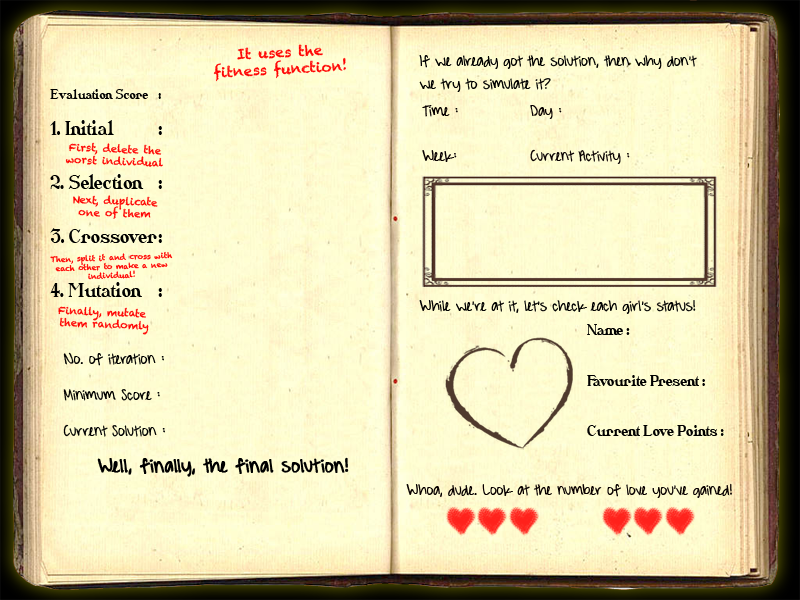 It uses the
fitness function!
Evaluation Score :
1. Initial :
First, delete the
worst individual
2. Selection :
Next, duplicate
one of them
3. Crossover:
Then, split it and cross with
each other to make a new
individual!
4. Mutation :
Finally, mutate
them randomly
No. of iteration :
Minimum Score :
Current Solution :
Well, finally, the final solution!
If we already got the solution, then why don't
we try to simulate it?
Time : Day :
Week: Current Activity :
While we're at it, let's check each girl's status!
Name :
Favourite Present :
Current Love Points :
Whoa, dude. Look at the number of love you've gained!